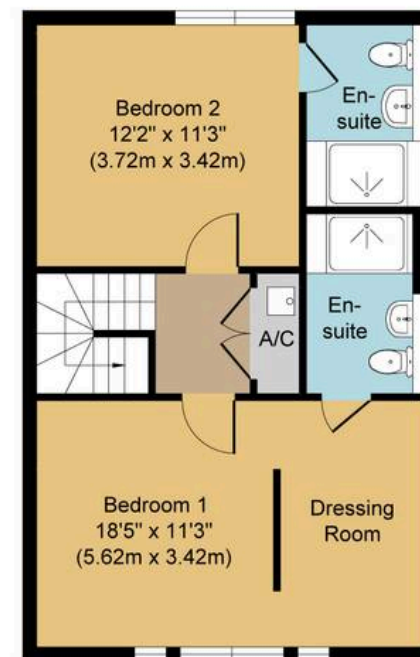 Bedroom 2
12'2" x 11'3"
(3.72m x 3.42m)
En-
suite
En-
suite
A/C
Bedroom 1
18'5" x 11'3"
(5.62m x 3.42m)
Dressing
Room